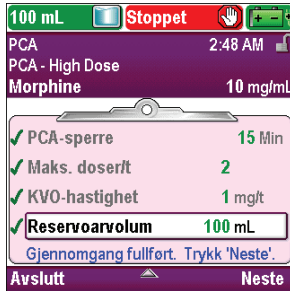 100 mL Stoppet
PCA 2:48 AM
PCA - High Dose
Morphine 10 mg/mL
PCA-sperre 15 Min
Maks. doser/t 2
KVO-hastighet 1 mg/t
Reservoarvolum 100 mL
Gjennomgang fullført. Trykk 'Neste'.
Avslutt Neste